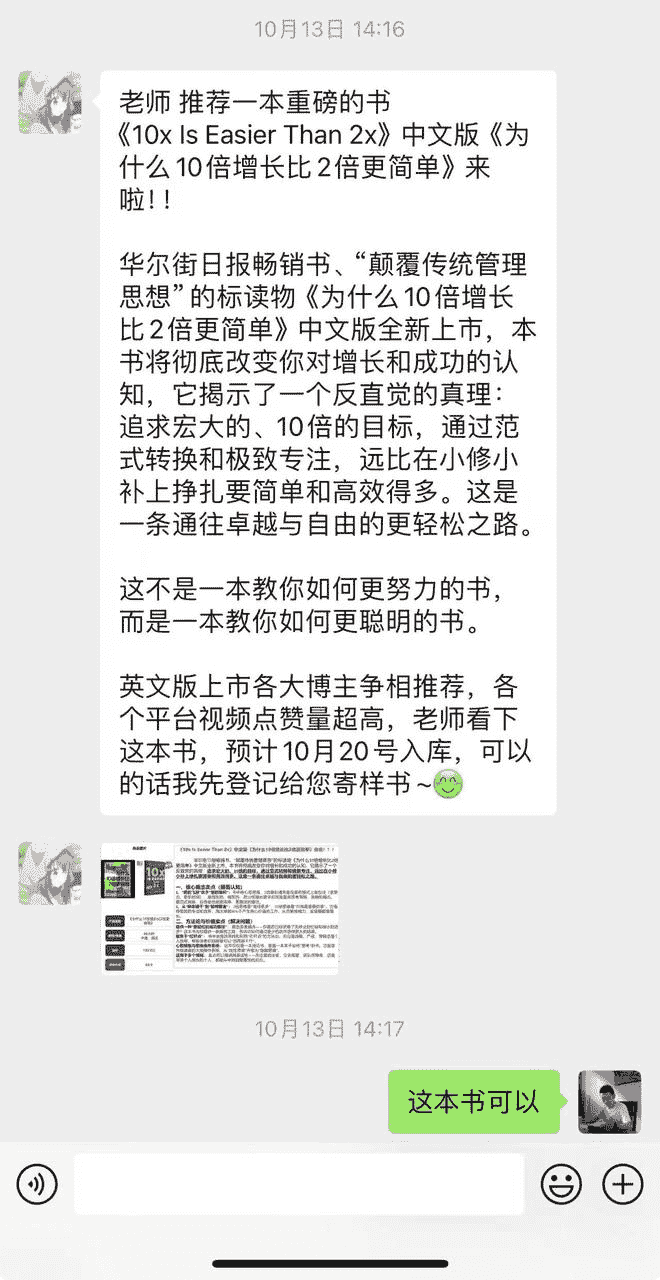 10月13日 14:16
老师 推荐一本重磅的书
《10x Is Easier Than 2x》中文版《为
什么10倍增长比2倍更简单》来
啦！！
华尔街日报畅销书、“颠覆传统管理
思想”的标读物《为什么10倍增长
比2倍更简单》中文版全新上市，本
书将彻底改变你对增长和成功的认
知，它揭示了一个反直觉的真理：
追求宏大的、10倍的目标，通过范
式转换和极致专注，远比在小修小
补上挣扎要简单和高效得多。这是
一条通往卓越与自由的更轻松之路。
这不是一本教你如何更努力的书，
而是一本教你如何更聪明的书。
英文版上市各大博主争相推荐，各
个平台视频点赞量超高，老师看下
这本书，预计10月20号入库，可以
的话我先登记给您寄样书~
10月13日 14:17
这本书可以